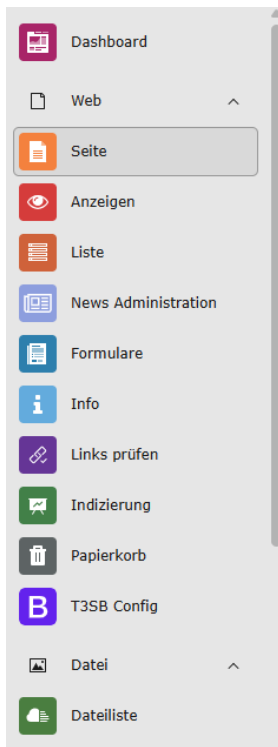 Dashboard
Web
Seite
Anzeigen
Liste
News Administration
Formulare
Info
Links prüfen
Indizierung
Papierkorb
B T3SB Config
Datei
Dateiliste